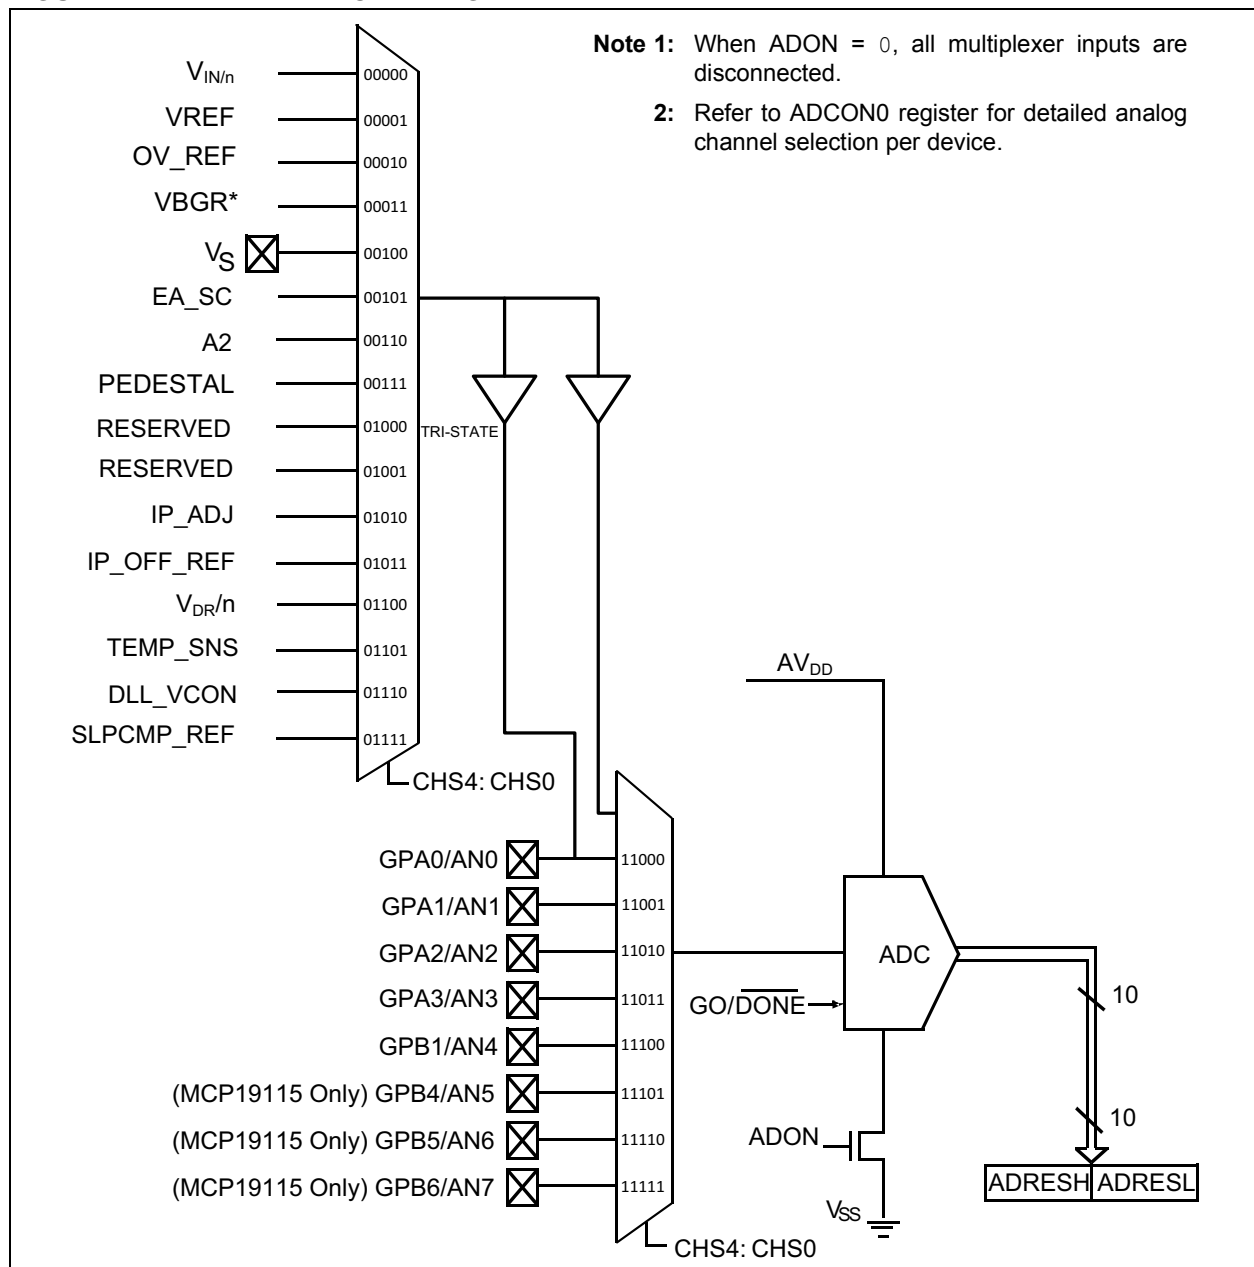 Note 1: When ADON = 0, all multiplexer inputs are
disconnected.
2: Refer to ADCON0 register for detailed analog
channel selection per device.
VIN/n 00000
VREF 00001
OV_REF 00010
VBGR* 00011
VS 00100
EA_SC 00101
A2 00110
PEDESTAL 00111
RESERVED 01000
TRI-STATE
RESERVED 01001
IP_ADJ 01010
IP_OFF_REF 01011
VDR/n 01100
TEMP_SNS 01101
DLL_VCON 01110
SLPCMP_REF 01111
CHS4: CHS0
AVDD
GPA0/AN0 11000
GPA1/AN1 11001
GPA2/AN2 11010
ADC
GPA3/AN3 11011
GO/DONE
10
GPB1/AN4 11100
(MCP19115 Only) GPB4/AN5 11101
(MCP19115 Only) GPB5/AN6 11110
ADON
10
(MCP19115 Only) GPB6/AN7 11111
ADRESH ADRESL
VSS
CHS4: CHS0